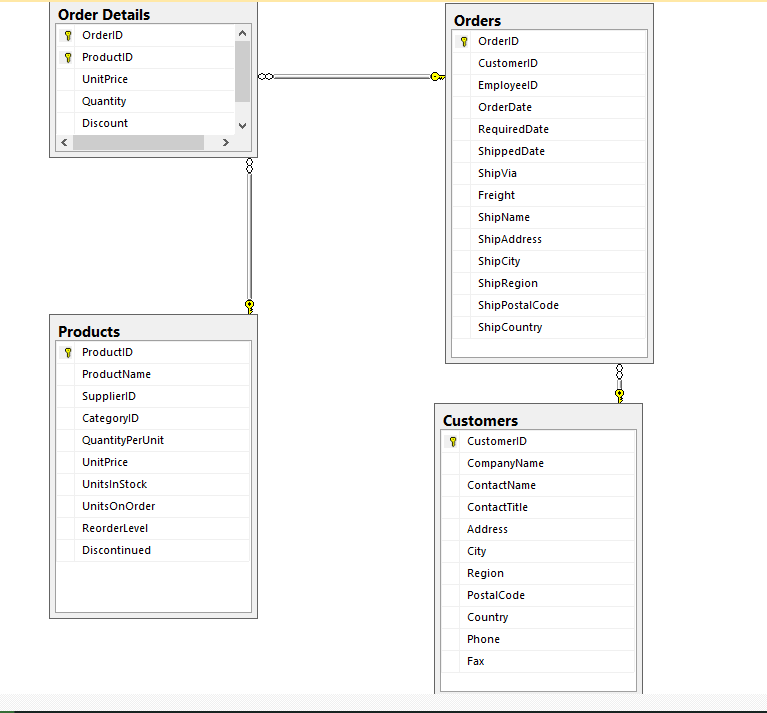 Order Details
OrderID
ProductID
UnitPrice
Quantity
Discount
Orders
OrderID
CustomerID
EmployeeID
OrderDate
RequiredDate
ShippedDate
ShipVia
Freight
ShipName
ShipAddress
ShipCity
ShipRegion
ShipPostalCode
ShipCountry
Products
ProductID
ProductName
SupplierID
CategoryID
QuantityPerUnit
UnitPrice
UnitsInStock
UnitsOnOrder
ReorderLevel
Discontinued
Customers
CustomerID
CompanyName
ContactName
ContactTitle
Address
City
Region
PostalCode
Country
Phone
Fax